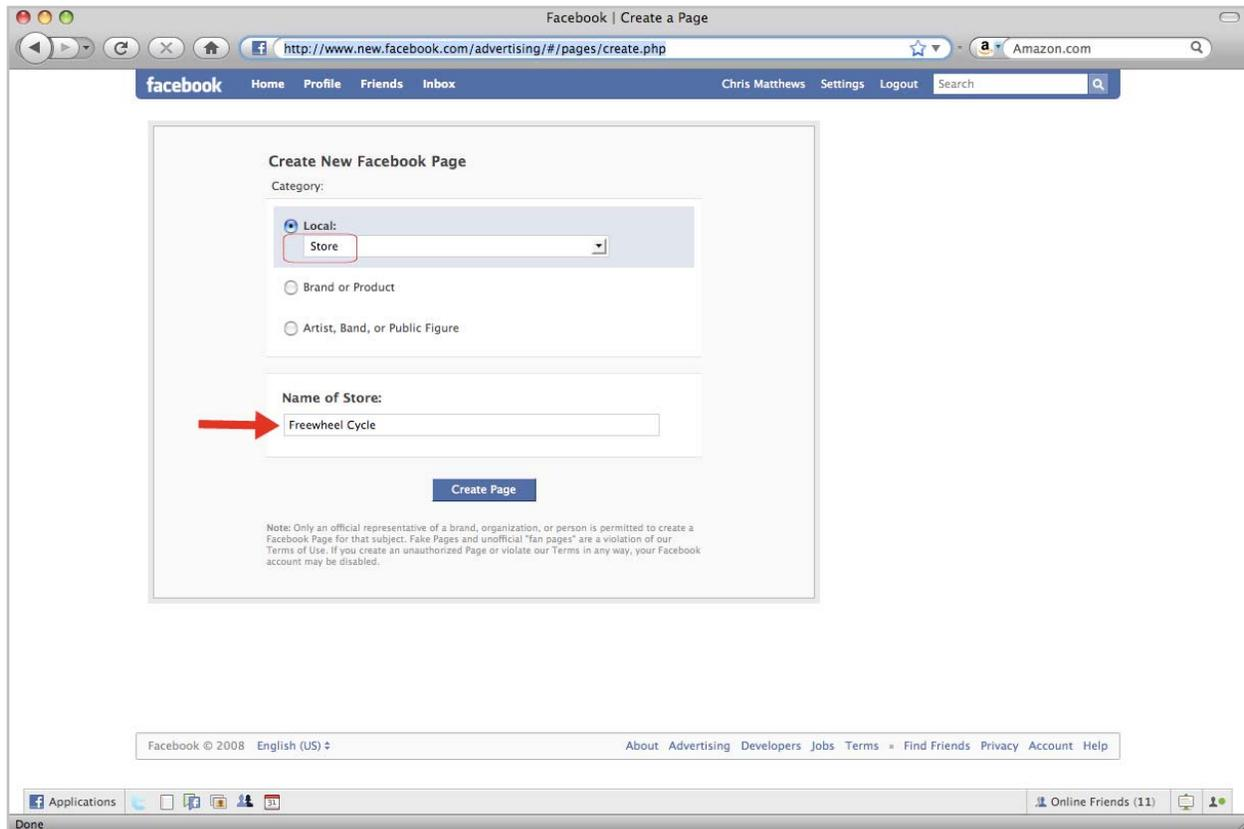 Facebook | Create a Page
http://www.new.facebook.com/advertising/#/pages/create.php
Amazon.com
facebook Home Profile Friends Inbox Chris Matthews Settings Logout Search
Create New Facebook Page
Category:
Local:
Store
Brand or Product
Artist, Band, or Public Figure
Name of Store:
Freewheel Cycle
Create Page
Note: Only an official representative of a brand, organization, or person is permitted to create a
Facebook Page for that subject. Fake Pages and unofficial "fan pages" are a violation of our
Terms of Use. If you create an unauthorized Page or violate our Terms in any way, your Facebook
account may be disabled.
Facebook © 2008 English (US) About Advertising Developers Jobs Terms Find Friends Privacy Account Help
Applications 31 Online Friends (11)
Done